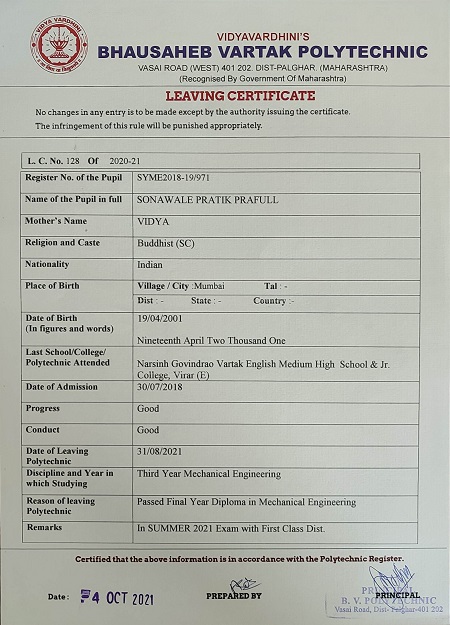 VIDYA VARDHINI
VIDYAVARDHINI'S
BHAUSAHEB VARTAK POLYTECHNIC
VASAI ROAD (WEST) 401 202. DIST-PALGHAR. (MAHARASHTRA)
(Recognised By Government Of Maharashtra)
LEAVING CERTIFICATE
No changes in any entry is to be made except by the authority issuing the certificate.
The infringement of this rule will be punished appropriately.
L. C. No. 128 Of 2020-21
Register No. of the Pupil SYME2018-19/971
Name of the Pupil in full SONAWALE PRATIK PRAFULL
Mother's Name VIDYA
Religion and Caste Buddhist (SC)
Nationality Indian
Place of Birth Village / City :Mumbai Tal : -
Dist : - State : - Country :-
Date of Birth 19/04/2001
(In figures and words)
Nineteenth April Two Thousand One
Last School/College/
Polytechnic Attended Narsinh Govindrao Vartak English Medium High School & Jr.
College, Virar (E)
Date of Admission 30/07/2018
Progress Good
Conduct Good
Date of Leaving 31/08/2021
Polytechnic
Discipline and Year in Third Year Mechanical Engineering
which Studying
Reason of leaving Passed Final Year Diploma in Mechanical Engineering
Polytechnic
Remarks In SUMMER 2021 Exam with First Class Dist.
Certified that the above information is in accordance with the Polytechnic Register.
Date : 4 OCT 2021 PREPARED BY PRINCIPAL
B. V. POLYTECHNIC
Vasai Road, Dist- Palghar-401 202